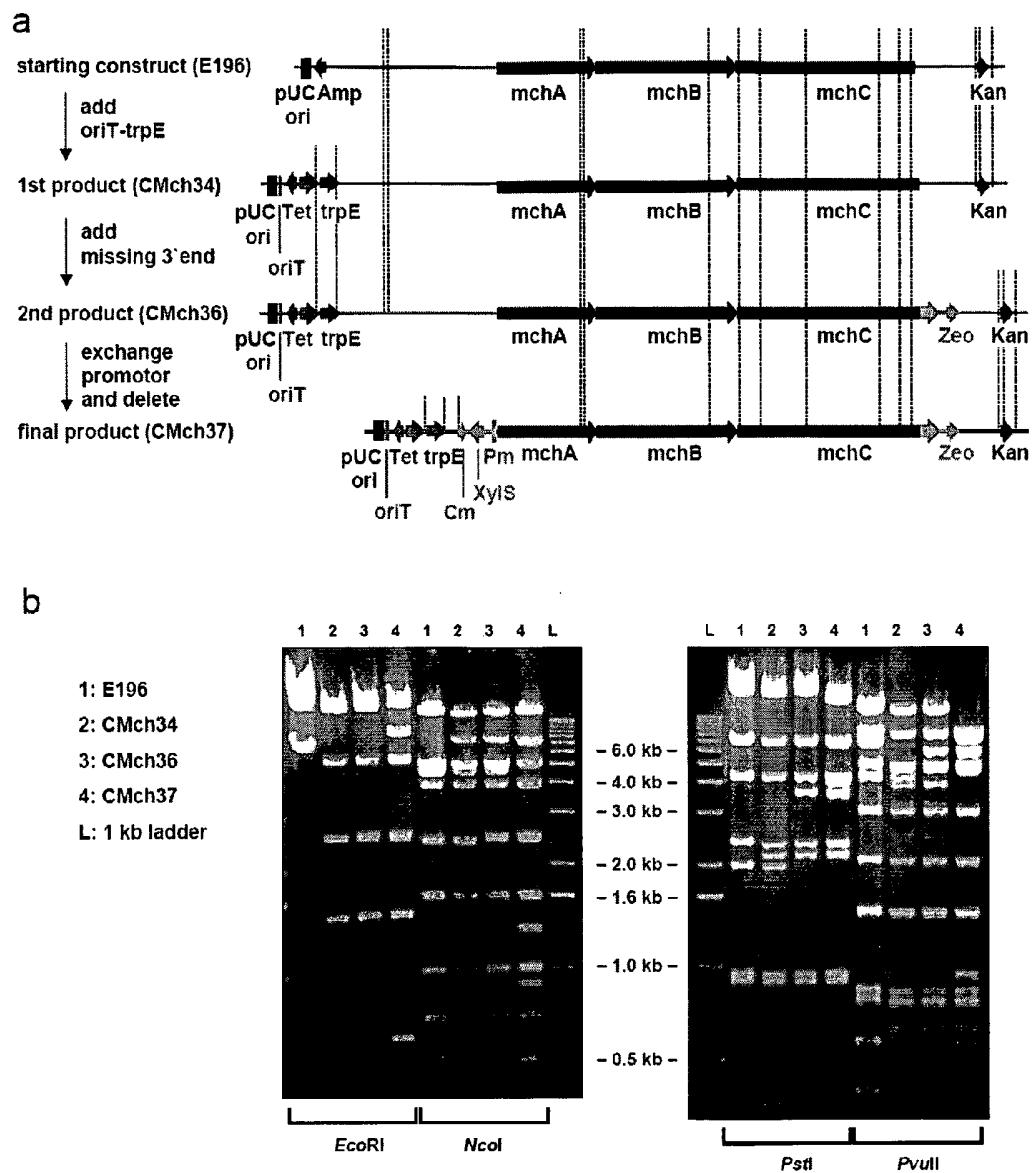 a
starting construct (E196)
pUC Amp
ori
mchA
mchB
mchC
Kan
add
oriT-trpE
1st product (CMch34)
pUC Tet trpE
ori
oriT
mchA
mchB
mchC
Kan
add
missing 3`end
2nd product (CMch36)
pUC Tet trpE
ori
oriT
mchA
mchB
mchC
Zeo
Kan
exchange
promotor
and delete
final product (CMch37)
pUC Tet trpE Pm
ori
oriT
Cm
XylS
mchA
mchB
mchC
Zeo
Kan
b
1: E196
2: CMch34
3: CMch36
4: CMch37
L: 1 kb ladder
1 2 3 4 1 2 3 4 L
L 1 2 3 4 1 2 3 4
– 6.0 kb –
– 4.0 kb –
– 3.0 kb –
– 2.0 kb –
– 1.6 kb –
– 1.0 kb –
– 0.5 kb –
EcoRI NcoI
PstI PvuII